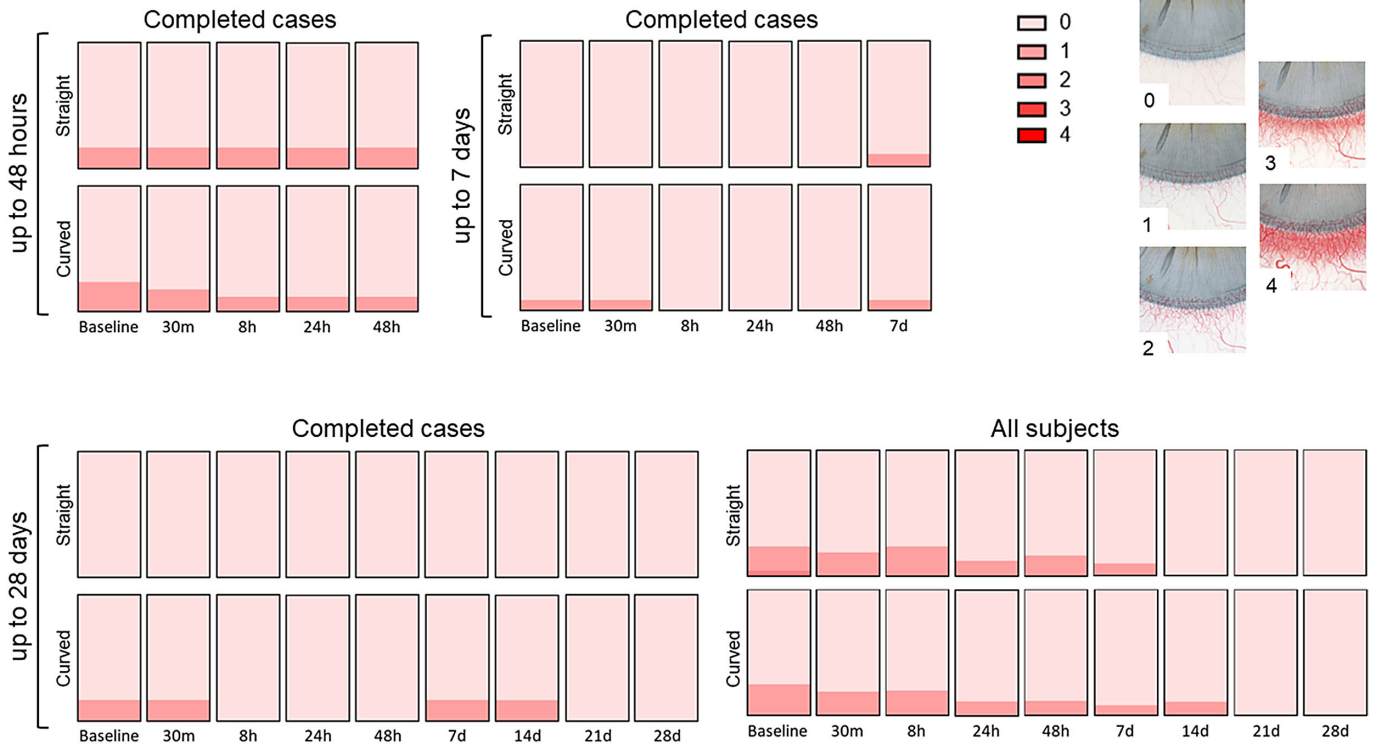 Completed cases
up to 48 hours
Straight
Curved
Baseline 30m 8h 24h 48h
Completed cases
up to 7 days
Straight
Curved
Baseline 30m 8h 24h 48h 7d
0
1
2
3
4
0
1
2
3
4
Completed cases
up to 28 days
Straight
Curved
Baseline 30m 8h 24h 48h 7d 14d 21d 28d
All subjects
Straight
Curved
Baseline 30m 8h 24h 48h 7d 14d 21d 28d